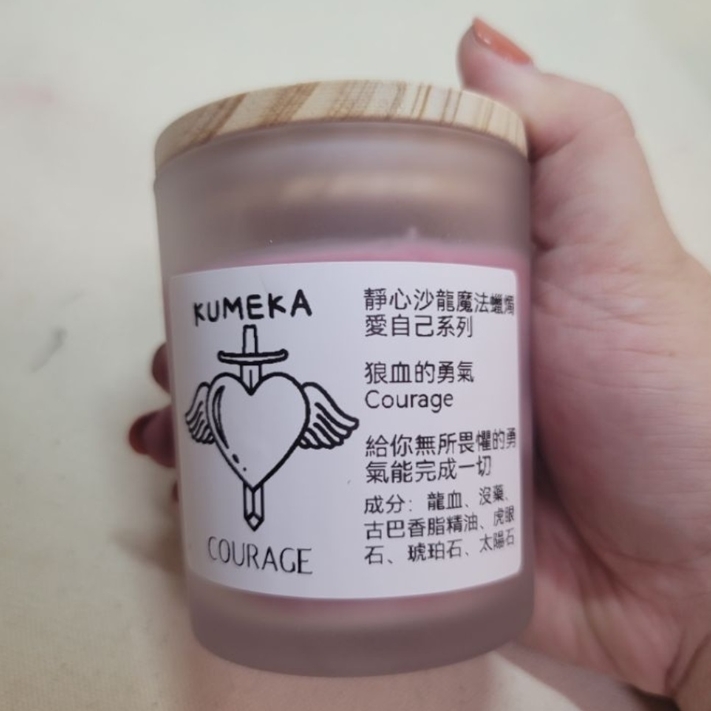 KUMEKA
COURAGE
靜心沙龍魔法蠟燭
愛自己系列
狼血的勇氣
Courage
給你無所畏懼的勇
氣能完成一切
成分：龍血、沒藥、
古巴香脂精油、虎眼
石、琥珀石、太陽石